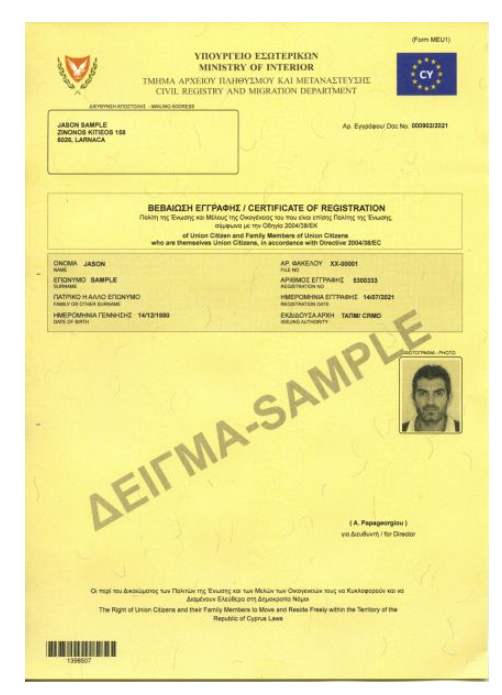 (Form MEU1)
ΥΠΟΥΡΓΕΙΟ ΕΣΩΤΕΡΙΚΩΝ
MINISTRY OF INTERIOR
ΤΜΗΜΑ ΑΡΧΕΙΟΥ ΠΛΗΘΥΣΜΟΥ ΚΑΙ ΜΕΤΑΝΑΣΤΕΥΣΗΣ
CIVIL REGISTRY AND MIGRATION DEPARTMENT
CY
ΔΙΕΥΘΥΝΣΗ ΑΠΟΣΤΟΛΗΣ - MAILING ADDRESS
JASON SAMPLE
ZINONOS KITIEOS 158
6026, LARNACA
Αρ. Εγγράφου/ Doc No. 000902/2021
ΒΕΒΑΙΩΣΗ ΕΓΓΡΑΦΗΣ / CERTIFICATE OF REGISTRATION
Πολίτη της Ένωσης και Μέλους της Οικογένειας του που είναι επίσης Πολίτης της Ένωσης,
σύμφωνα με την Οδηγία 2004/38/ΕΚ
of Union Citizen and Family Members of Union Citizens
who are themselves Union Citizens, in accordance with Directive 2004/38/EC
ΟΝΟΜΑ JASON
NAME
ΑΡ. ΦΑΚΕΛΟΥ XX-00001
FILE NO
ΕΠΩΝΥΜΟ SAMPLE
SURNAME
ΑΡΙΘΜΟΣ ΕΓΓΡΑΦΗΣ 5300333
REGISTRATION NO
ΠΑΤΡΙΚΟ Η ΑΛΛΟ ΕΠΩΝΥΜΟ
FAMILY OR OTHER SURNAME
ΗΜΕΡΟΜΗΝΙΑ ΕΓΓΡΑΦΗΣ 14/07/2021
REGISTRATION DATE
ΗΜΕΡΟΜΗΝΙΑ ΓΕΝΝΗΣΗΣ 14/12/1980
DATE OF BIRTH
ΕΚΔΙΔΟΥΣΑ ΑΡΧΗ ΤΑΠΜ/ CRMD
ISSUING AUTHORITY
ΦΩΤΟΓΡΑΦΙΑ - PHOTO
ΔΕΙΓΜΑ-SAMPLE
( A. Papageorgiou )
για Διευθυντή / for Director
Οι περί του Δικαιώματος των Πολιτών της Ένωσης και των Μελών των Οικογενειών τους να Κυκλοφορούν και να
Διαμένουν Ελεύθερα στη Δημοκρατία Νόμοι
The Right of Union Citizens and their Family Members to Move and Reside Freely within the Territory of the
Republic of Cyprus Laws
1398507